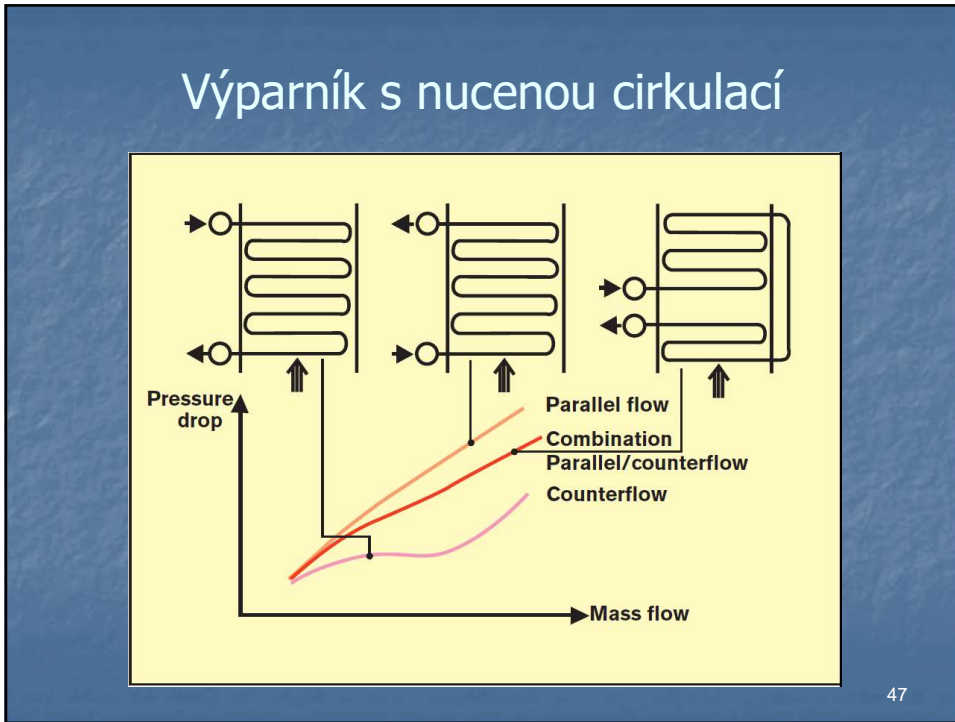 Výparník s nucenou cirkulací
Pressure
drop
Parallel flow
Combination
Parallel/counterflow
Counterflow
Mass flow
47